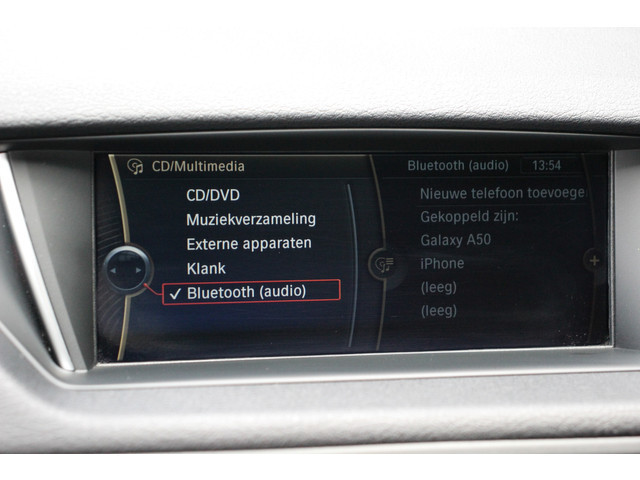 CD/Multimedia
CD/DVD
Muziekverzameling
Externe apparaten
Klank
Bluetooth (audio)
Bluetooth (audio) 13:54
Nieuwe telefoon toevoege
Gekoppeld zijn:
Galaxy A50
iPhone
(leeg)
(leeg)